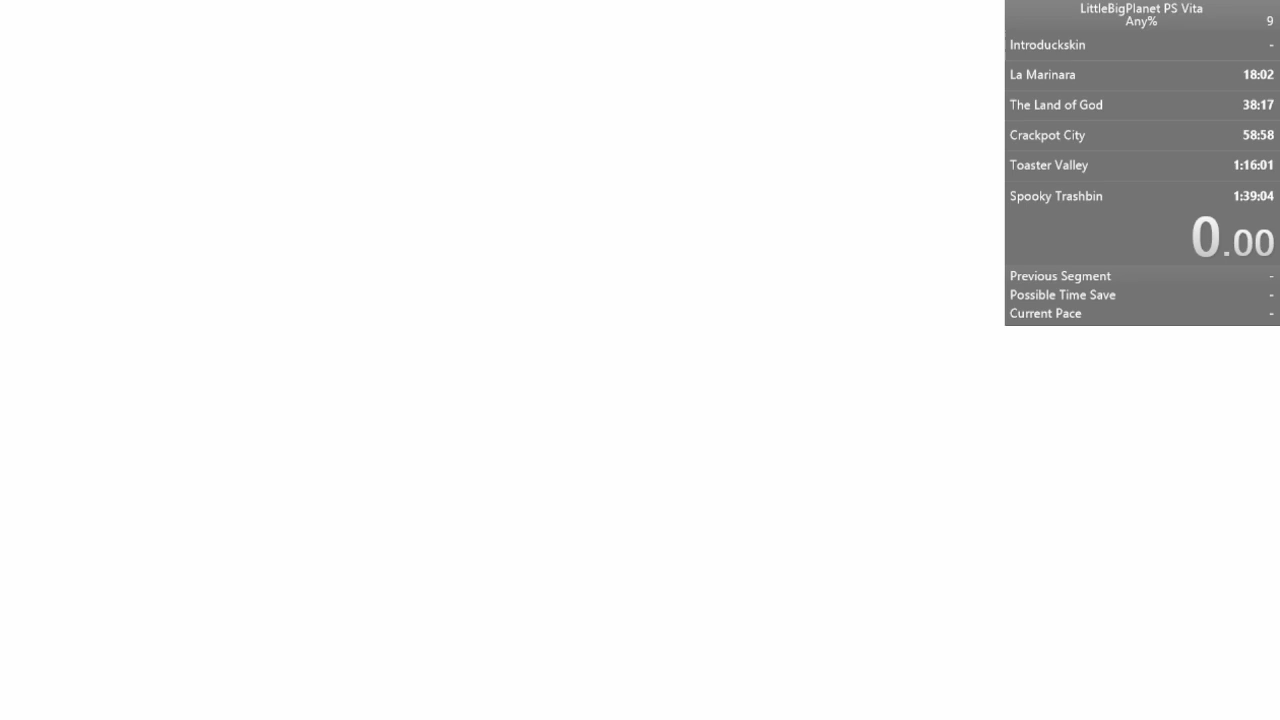 LittleBigPlanet PS Vita
Any% 9
Introduckskin -
La Marinara 18:02
The Land of God 38:17
Crackpot City 58:58
Toaster Valley 1:16:01
Spooky Trashbin 1:39:04
0.00
Previous Segment -
Possible Time Save -
Current Pace -